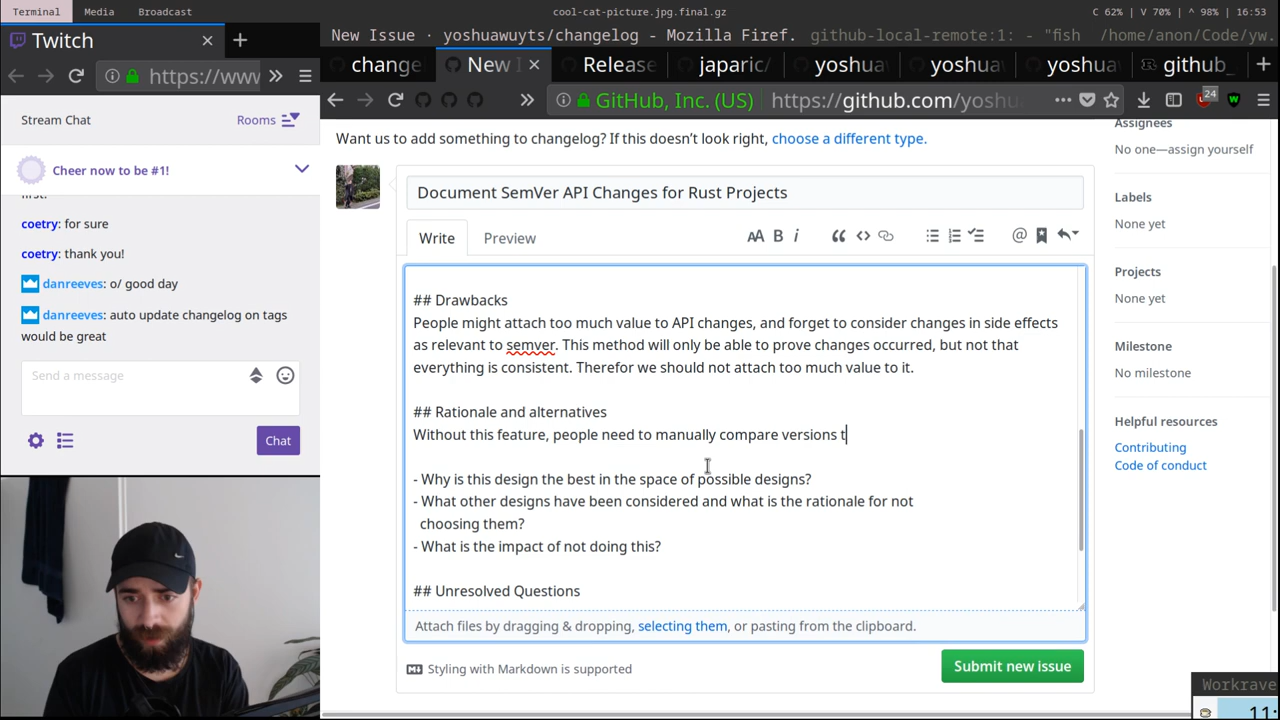 Terminal Media Broadcast cool-cat-picture.jpg.final.gz C 62% | V 70% | ^ 98% | 16:53
Twitch
https://www
Stream Chat Rooms
Cheer now to be #1!
coetry: for sure
coetry: thank you!
danreeves: o/ good day
danreeves: auto update changelog on tags
would be great
Send a message
Chat
New Issue · yoshuawuyts/changelog - Mozilla Firef. github-local-remote:1: - "fish /home/anon/Code/yw.
change New I Release japaric/ yoshua yoshua yoshua github_
GitHub, Inc. (US) https://github.com/yoshu 24
Want us to add something to changelog? If this doesn't look right, choose a different type.
Document SemVer API Changes for Rust Projects
Write Preview
## Drawbacks
People might attach too much value to API changes, and forget to consider changes in side effects
as relevant to semver. This method will only be able to prove changes occurred, but not that
everything is consistent. Therefor we should not attach too much value to it.
## Rationale and alternatives
Without this feature, people need to manually compare versions t
- Why is this design the best in the space of possible designs?
- What other designs have been considered and what is the rationale for not
choosing them?
- What is the impact of not doing this?
## Unresolved Questions
Attach files by dragging & dropping, selecting them, or pasting from the clipboard.
Styling with Markdown is supported
Submit new issue
Assignees
No one—assign yourself
Labels
None yet
Projects
None yet
Milestone
No milestone
Helpful resources
Contributing
Code of conduct
Workrave
11: